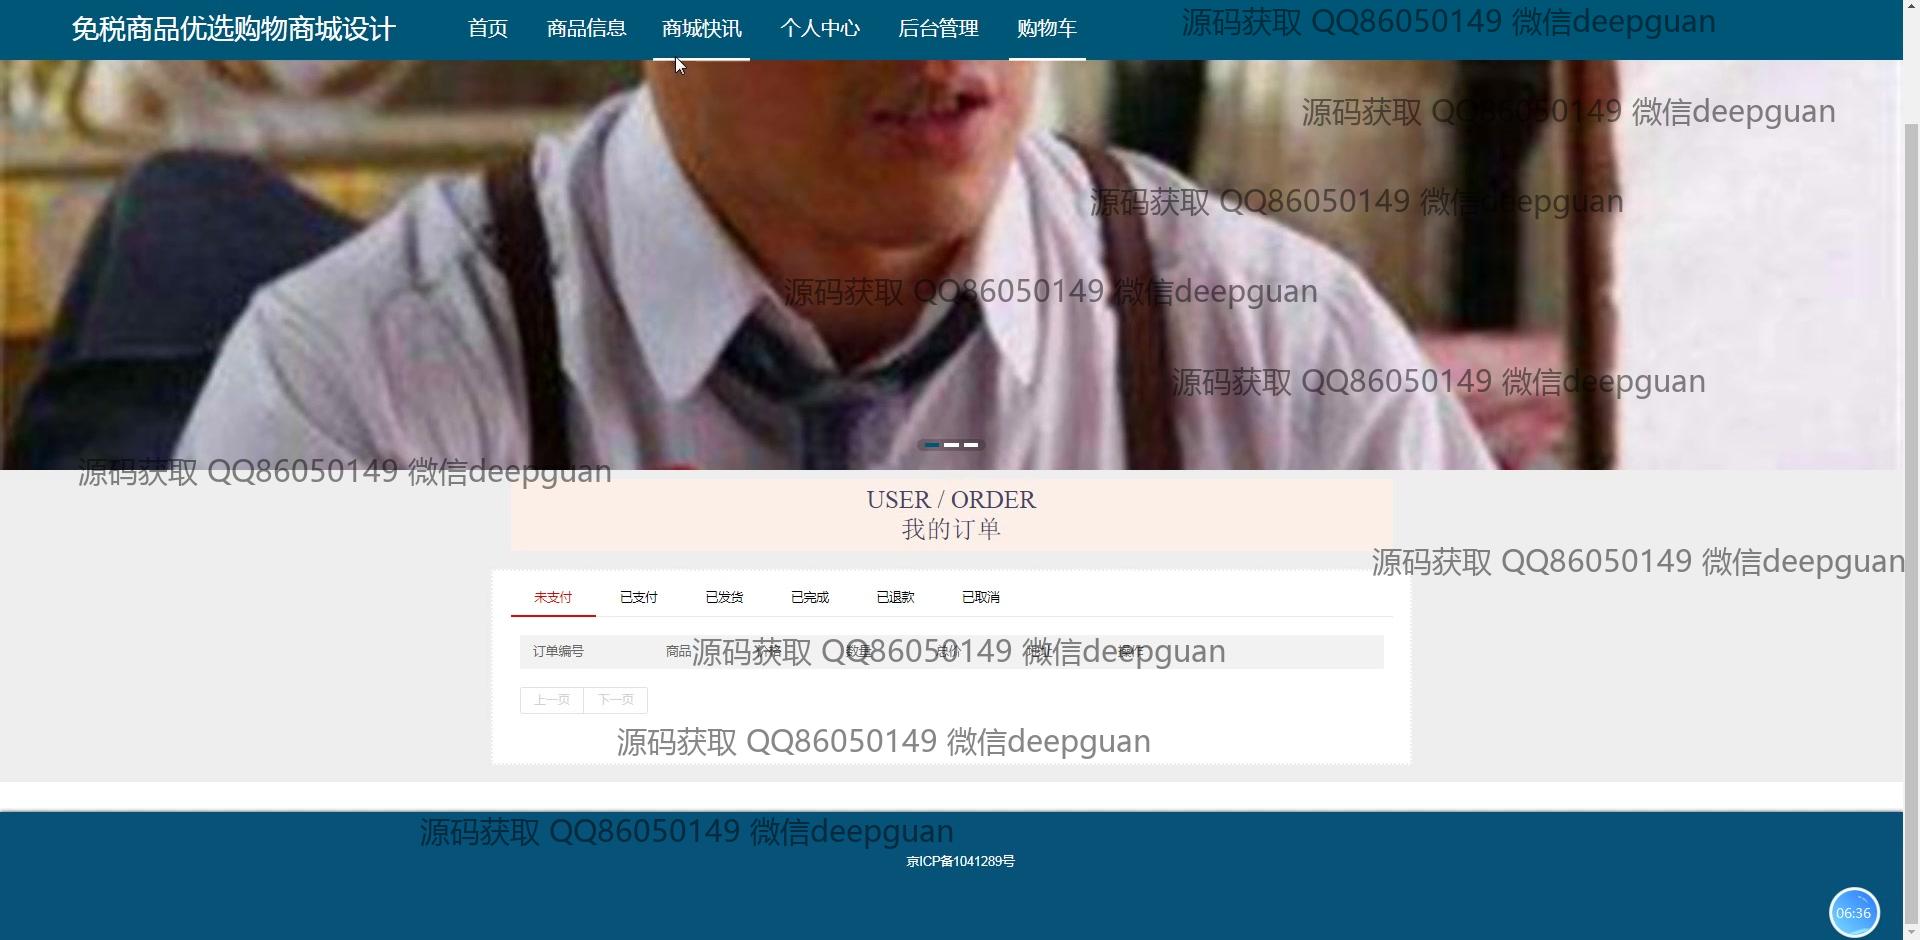 免税商品优选购物商城设计 首页 商品信息 商城快讯 个人中心 后台管理 购物车
源码获取 QQ86050149 微信deepguan
源码获取 QQ86050149 微信deepguan
源码获取 QQ86050149 微信deepguan
源码获取 QQ86050149 微信deepguan
源码获取 QQ86050149 微信deepguan
源码获取 QQ86050149 微信deepguan
USER / ORDER
我的订单
源码获取 QQ86050149 微信deepguan
未支付 已支付 已发货 已完成 已退款 已取消
订单编号 商品 价格 数量 总价 地址 操作
源码获取 QQ86050149 微信deepguan
上一页 下一页
源码获取 QQ86050149 微信deepguan
源码获取 QQ86050149 微信deepguan
京ICP备1041289号
06:36